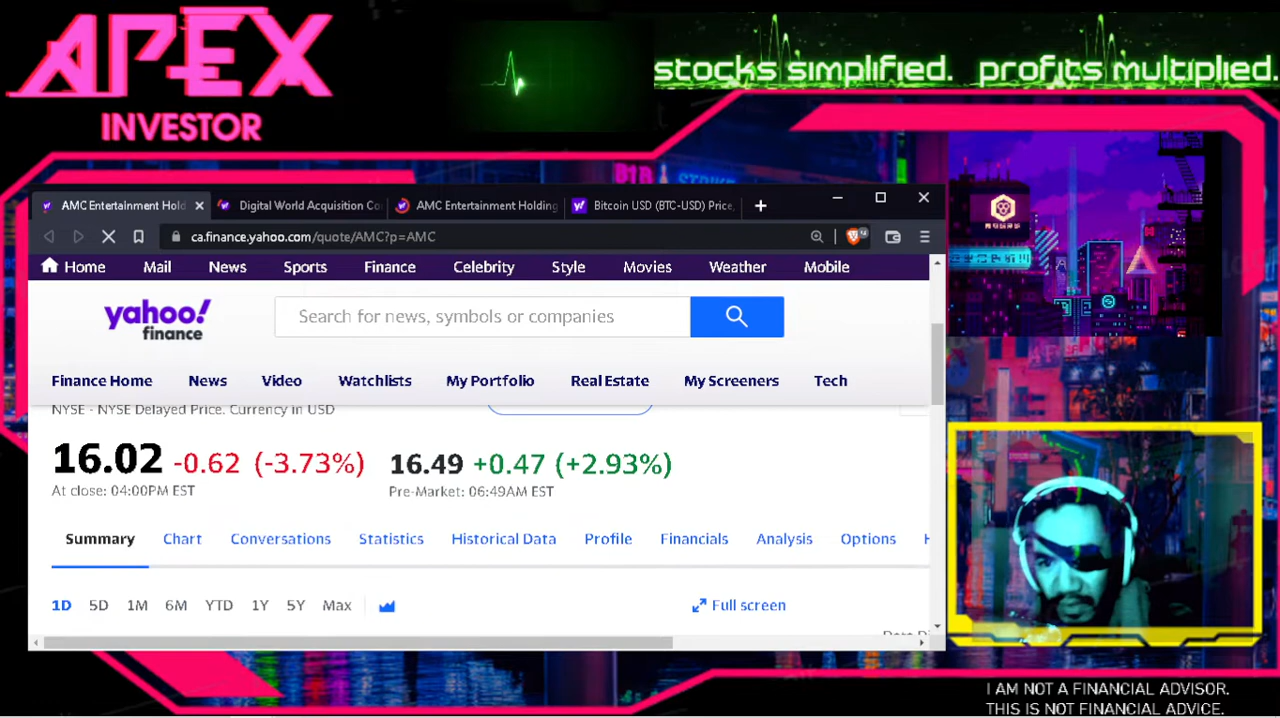 APEX
INVESTOR
stocks simplified. profits multiplied.
AMC Entertainment Hold
Digital World Acquisition Co
AMC Entertainment Holding
Bitcoin USD (BTC-USD) Price,
ca.finance.yahoo.com/quote/AMC?p=AMC
Home Mail News Sports Finance Celebrity Style Movies Weather Mobile
yahoo!
finance
Search for news, symbols or companies
Finance Home News Video Watchlists My Portfolio Real Estate My Screeners Tech
NYSE - NYSE Delayed Price. Currency in USD
16.02 -0.62 (-3.73%) 16.49 +0.47 (+2.93%)
At close: 04:00PM EST Pre-Market: 06:49AM EST
Summary Chart Conversations Statistics Historical Data Profile Financials Analysis Options
1D 5D 1M 6M YTD 1Y 5Y Max Full screen
I AM NOT A FINANCIAL ADVISOR.
THIS IS NOT FINANCIAL ADVICE.